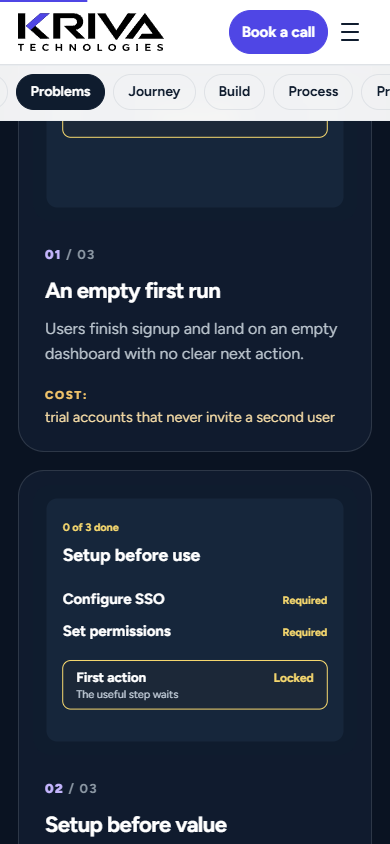 KRIVA
TECHNOLOGIES
Book a call
Problems
Journey
Build
Process
Pr
01 / 03
An empty first run
Users finish signup and land on an empty
dashboard with no clear next action.
COST:
trial accounts that never invite a second user
0 of 3 done
Setup before use
Configure SSO
Required
Set permissions
Required
First action
Locked
The useful step waits
02 / 03
Setup before value